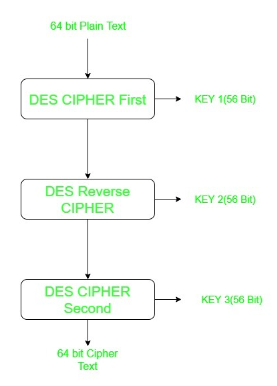 64 bit Plain Text
DES CIPHER First
KEY 1(56 Bit)
DES Reverse
CIPHER
KEY 2(56 Bit)
DES CIPHER
Second
KEY 3(56 Bit)
64 bit Cipher
Text